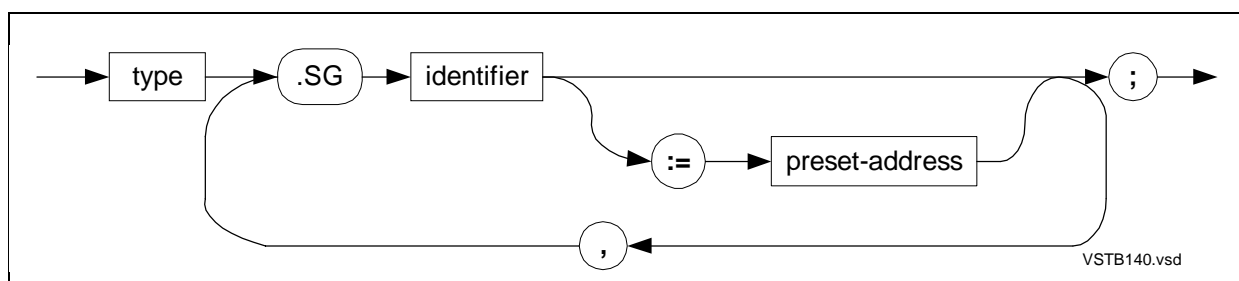 type .SG identifier ;
:= preset-address
,
VSTB140.vsd